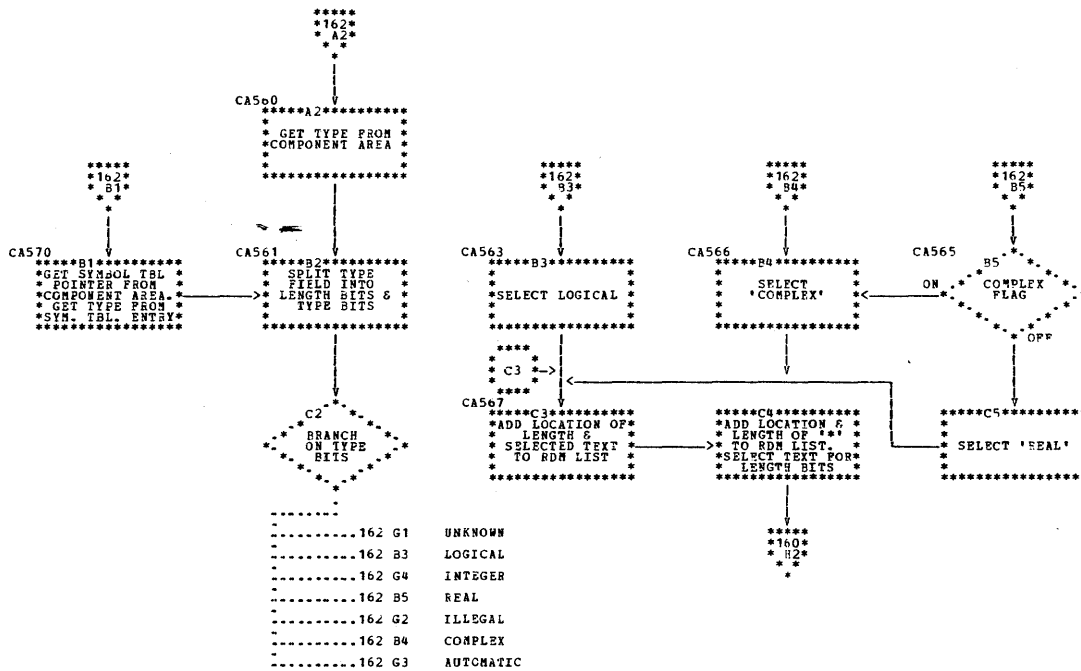 162
A2
CA560
A2
GET TYPE FROM
COMPONENT AREA
162
B1
162
B3
162
B4
162
B5
CA570
B1
GET SYMBOL TBL
POINTER FROM
COMPONENT AREA.
GET TYPE FROM
SYM. TBL. ENTRY
CA561
B2
SPLIT TYPE
FIELD INTO
LENGTH BITS &
TYPE BITS
CA563
B3
SELECT LOGICAL
CA566
B4
SELECT
'COMPLEX'
CA565
B5
COMPLEX
FLAG
ON
OFF
C3
C2
BRANCH
ON TYPE
BITS
CA567
C3
ADD LOCATION OF
LENGTH &
SELECTED TEXT
TO RDM LIST
C4
ADD LOCATION &
LENGTH OF '*'
TO RDM LIST.
SELECT TEXT FOR
LENGTH BITS
C5
SELECT 'REAL'
160
H2
162 G1 UNKNOWN
162 B3 LOGICAL
162 G4 INTEGER
162 B5 REAL
162 G2 ILLEGAL
162 B4 COMPLEX
162 G3 AUTOMATIC